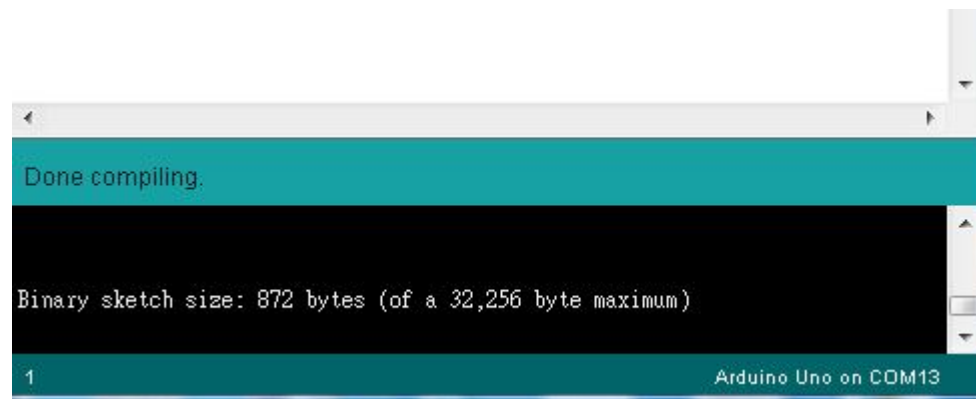 Done compiling.
Binary sketch size: 872 bytes (of a 32,256 byte maximum)
1
Arduino Uno on COM13